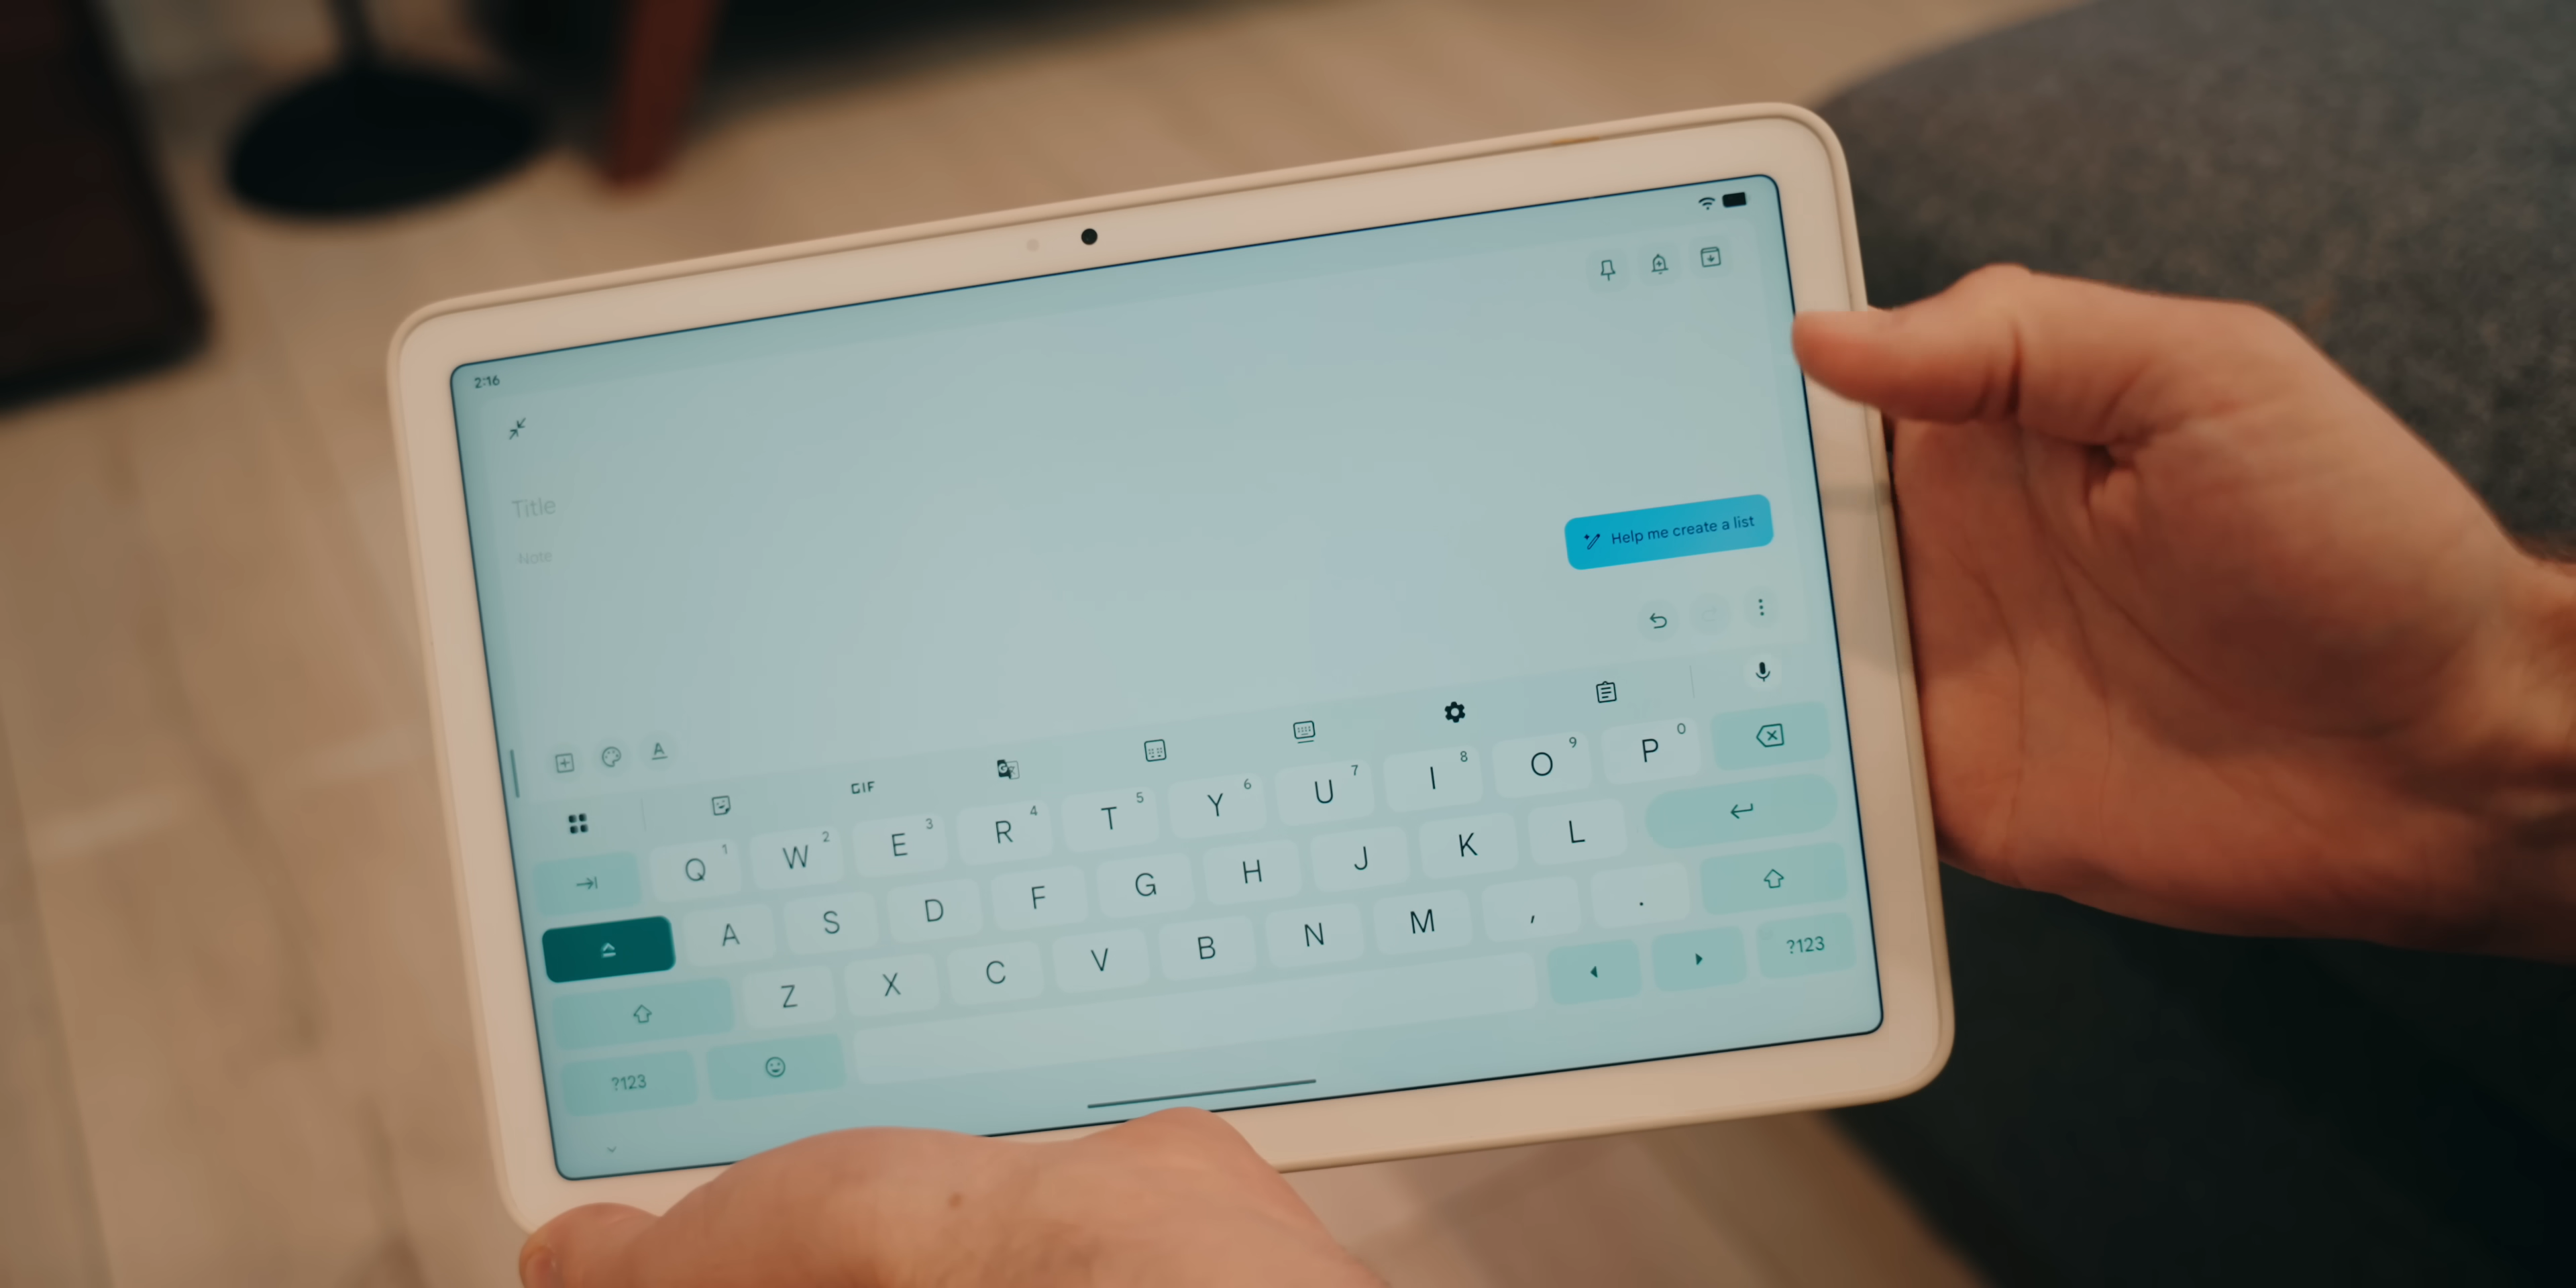 2:16
Title
Note
Help me create a list
GIF
G
Q 1 W 2 E 3 R 4 T 5 Y 6 U 7 I 8 O 9 P 0
A S D F G H J K L
Z X C V B N M , .
?123 ?123